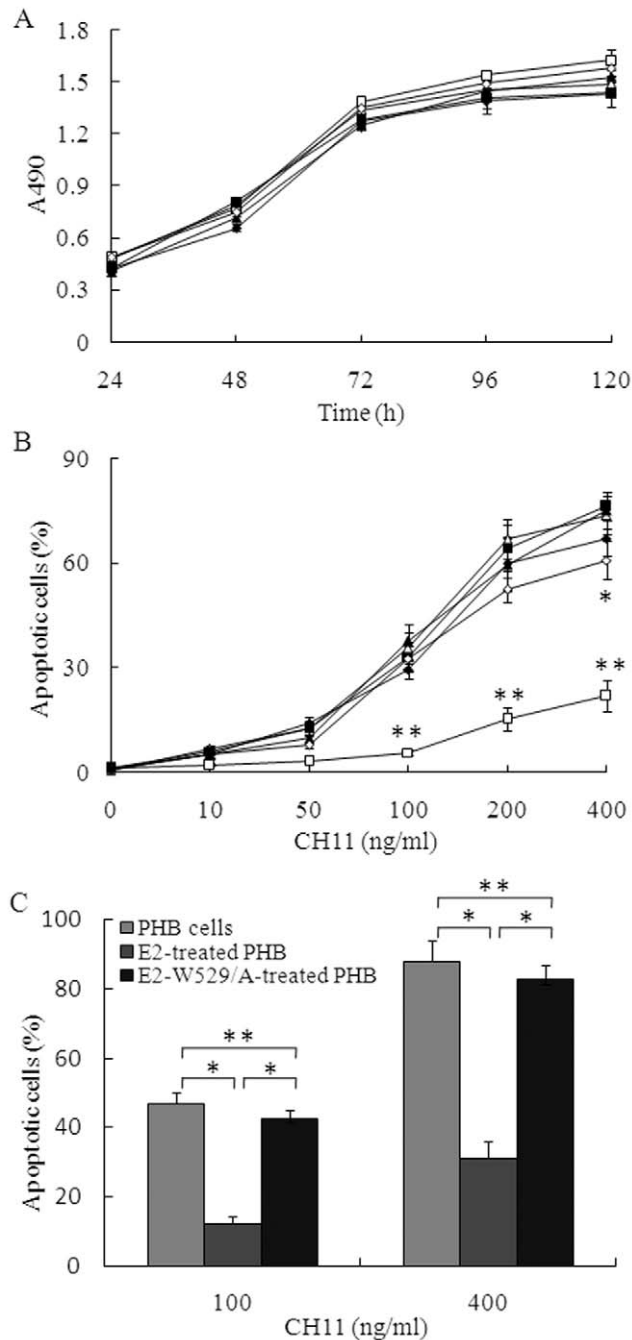 A
1.8
1.5
1.2
0.9
0.6
0.3
0
A490
24 48 72 96 120
Time (h)
B
90
60
30
0
Apoptotic cells (%)
*
**
**
**
0 10 50 100 200 400
CH11 (ng/ml)
C
100
80
60
40
20
0
Apoptotic cells (%)
PHB cells
E2-treated PHB
E2-W529/A-treated PHB
**
* *
**
* *
100 400
CH11 (ng/ml)